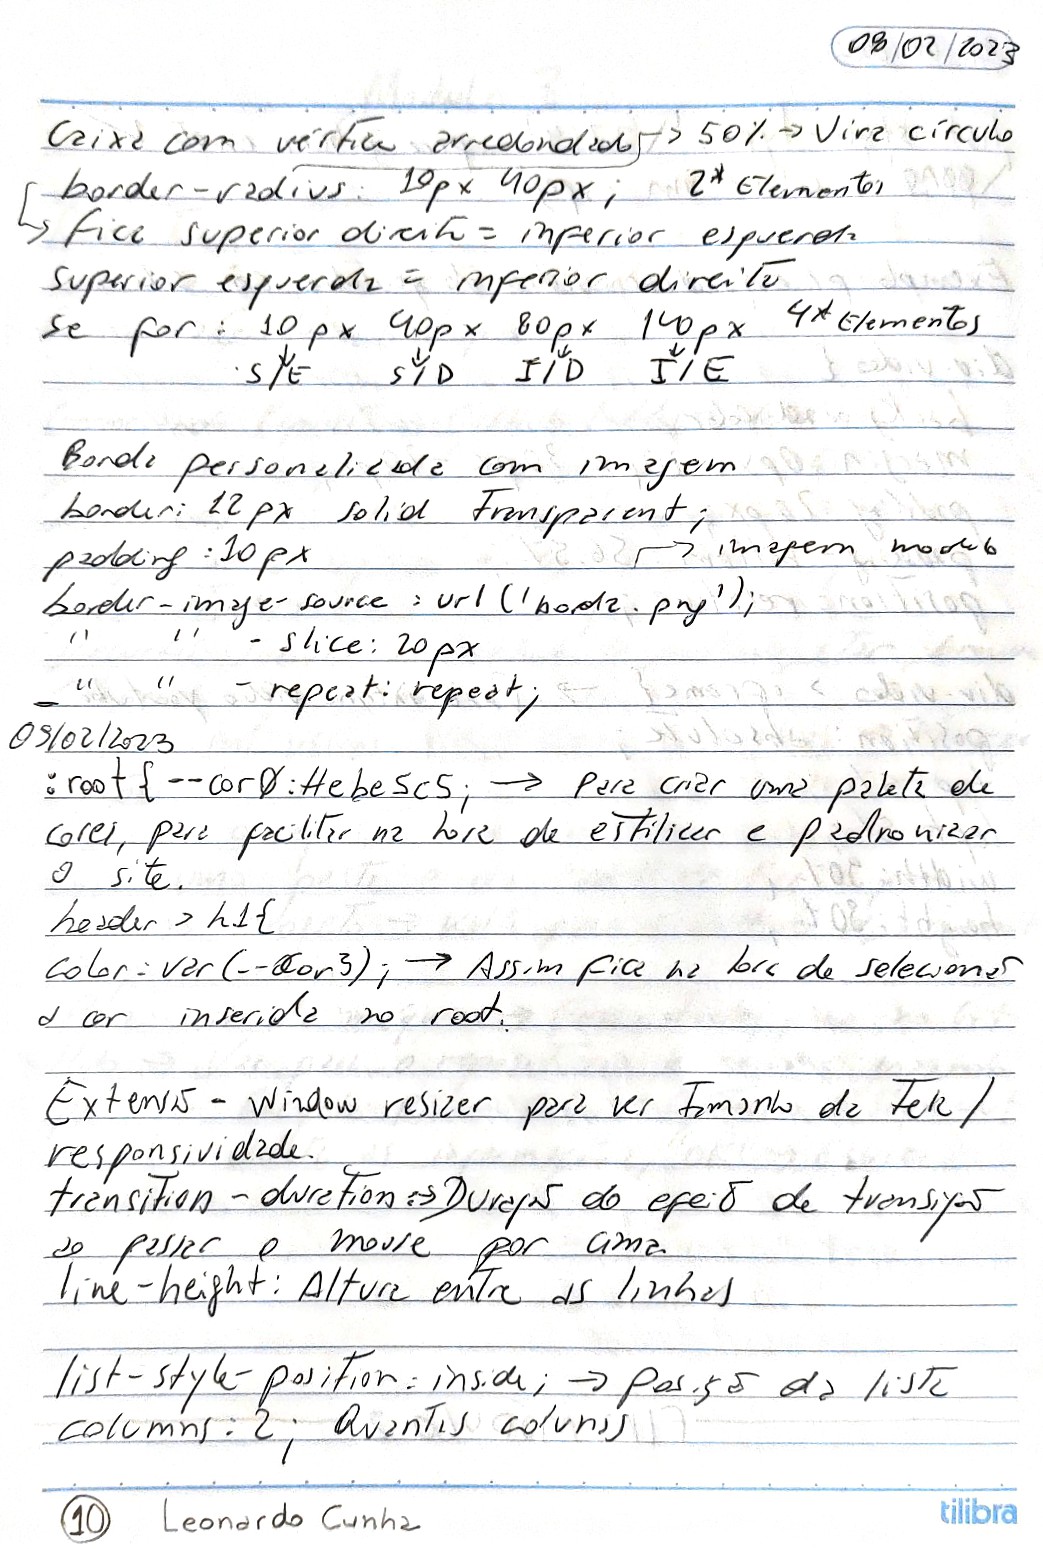 08/02/2023
Caixa com vértice arredondados → 50% → Vira círculo
border-radius: 10px 40px; 2* Elementos
↳ fica superior direito = inferior esquerda
superior esquerda = inferior direita
se for: 10px 40px 80px 140px 4* Elementos
S/E S/D I/D I/E
Borda personalizada com imagem
border: 12px solid Transparent;
padding: 10px → imagem modelo
border-image-source: url('borda.png');
" " - slice: 20px
" " - repeat: repeat;
09/02/2023
:root{ --cor0:#ebe5c5; → Para criar uma paleta de
cores, para facilitar na hora de estilizar e padronizar
o site.
header > h1{
color: var(--cor3); → Assim fica na hora de selecionar
a cor inserida no root.
Extensão - Window resizer para ver tamanho da Tela /
responsividade.
transition-duration: → Duração do efeito de transição
ao passar o mouse por cima
line-height: Altura entre as linhas
list-style-position: inside; → Posição da lista
columns: 2; Quantas colunas
10 Leonardo Cunha
tilibra